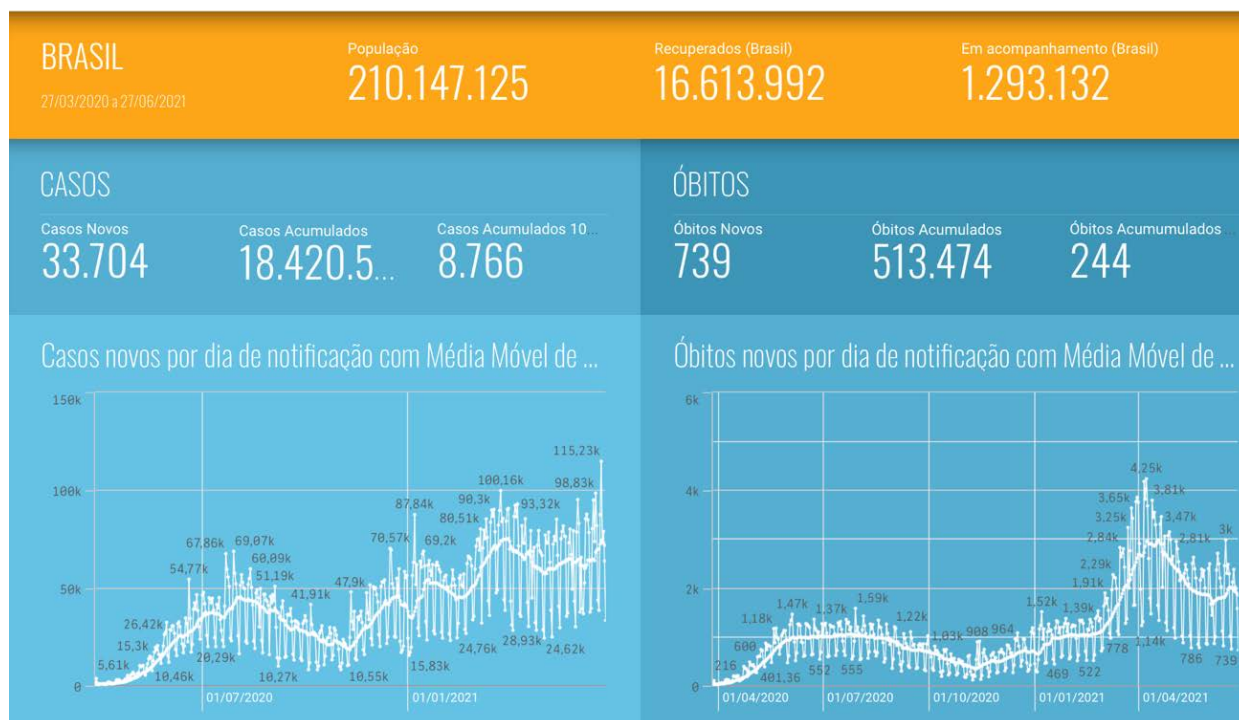 BRASIL
27/03/2020 a 27/06/2021
População
210.147.125
Recuperados (Brasil)
16.613.992
Em acompanhamento (Brasil)
1.293.132
CASOS
Casos Novos
33.704
Casos Acumulados
18.420.5...
Casos Acumulados 10...
8.766
ÓBITOS
Óbitos Novos
739
Óbitos Acumulados
513.474
Óbitos Acumumulados ...
244
Casos novos por dia de notificação com Média Móvel de ...
150k
100k
50k
0
5,61k
15,3k
26,42k
10,46k
54,77k
20,29k
67,86k
69,07k
60,09k
51,19k
10,27k
41,91k
47,9k
10,55k
70,57k
15,83k
87,84k
69,2k
80,51k
90,3k
24,76k
100,16k
28,93k
93,32k
24,62k
98,83k
115,23k
01/07/2020
01/01/2021
Óbitos novos por dia de notificação com Média Móvel de ...
6k
4k
2k
0
216
600
1,18k
401,36
1,47k
552
1,37k
555
1,59k
1,22k
1,03k
908
964
1,52k
469
1,39k
522
1,91k
2,29k
778
2,84k
3,25k
3,65k
4,25k
1,14k
3,81k
3,47k
2,81k
786
3k
739
01/04/2020
01/07/2020
01/10/2020
01/01/2021
01/04/2021